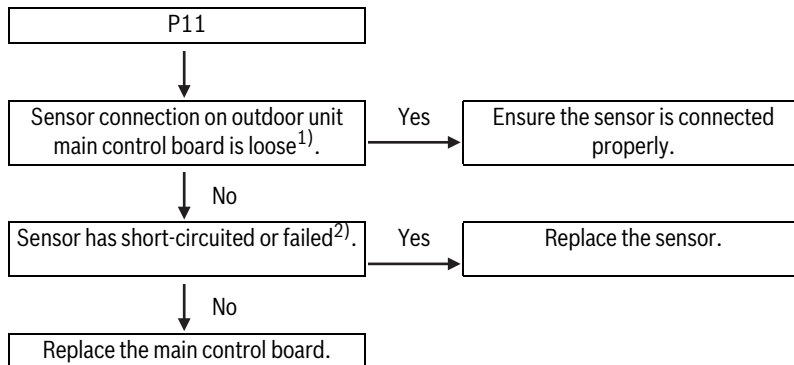 P11
Sensor connection on outdoor unit
main control board is loose1).
Yes
Ensure the sensor is connected
properly.
No
Sensor has short-circuited or failed2).
Yes
Replace the sensor.
No
Replace the main control board.